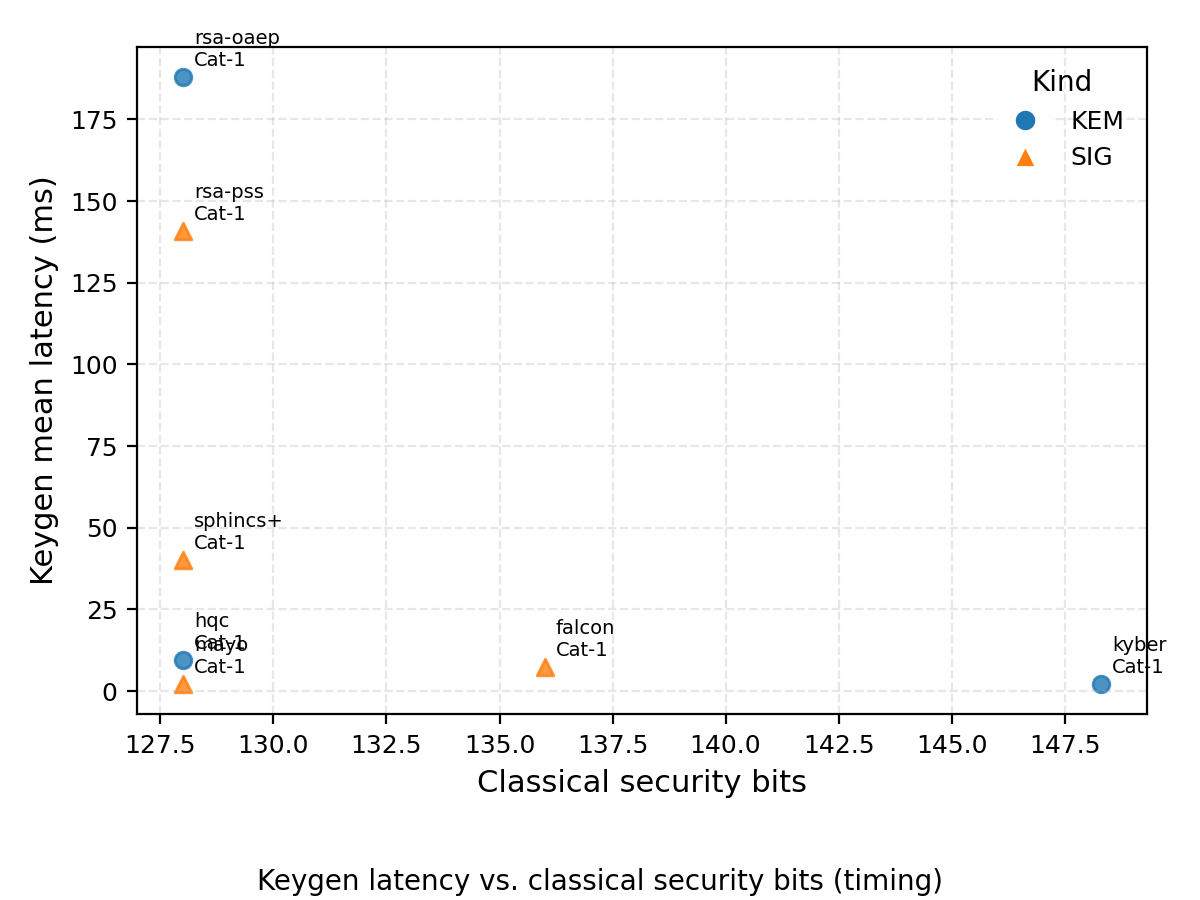 rsa-oaep
Cat-1
Kind
KEM
SIG
175
rsa-pss
Cat-1
150
125
100
75
sphincs+
Cat-1
50
25
hqc
Cat-1
mayo
Cat-1
falcon
Cat-1
kyber
Cat-1
0
Keygen mean latency (ms)
127.5 130.0 132.5 135.0 137.5 140.0 142.5 145.0 147.5
Classical security bits
Keygen latency vs. classical security bits (timing)